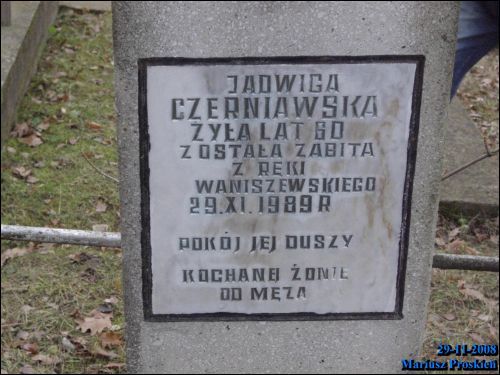 JADWIGA
CZERNIAWSKA
ŻYŁA LAT 60
ZOSTAŁA ZABITA
Z RĘKI
WANISZEWSKIEGO
29.XI.1989 R
POKÓJ JEJ DUSZY
KOCHANEJ ŻONIE
OD MĘŻA
29-11-2008
Mariusz Proskień